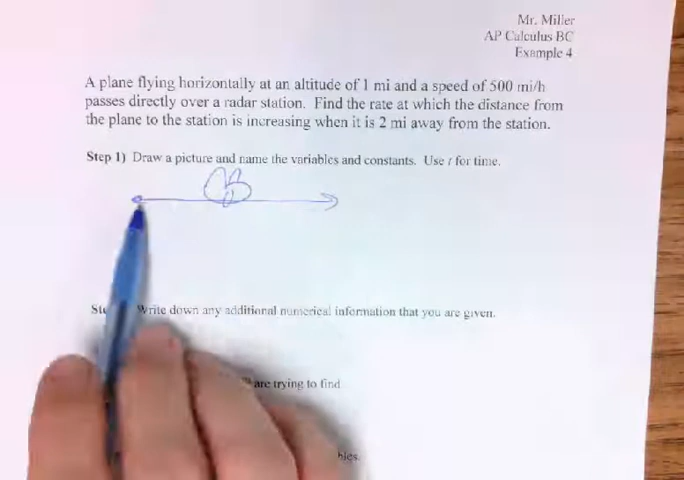 Mr. Miller
AP Calculus BC
Example 4
A plane flying horizontally at an altitude of 1 mi and a speed of 500 mi/h
passes directly over a radar station. Find the rate at which the distance from
the plane to the station is increasing when it is 2 mi away from the station.
Step 1) Draw a picture and name the variables and constants. Use t for time.
Write down any additional numerical information that you are given.
are trying to find